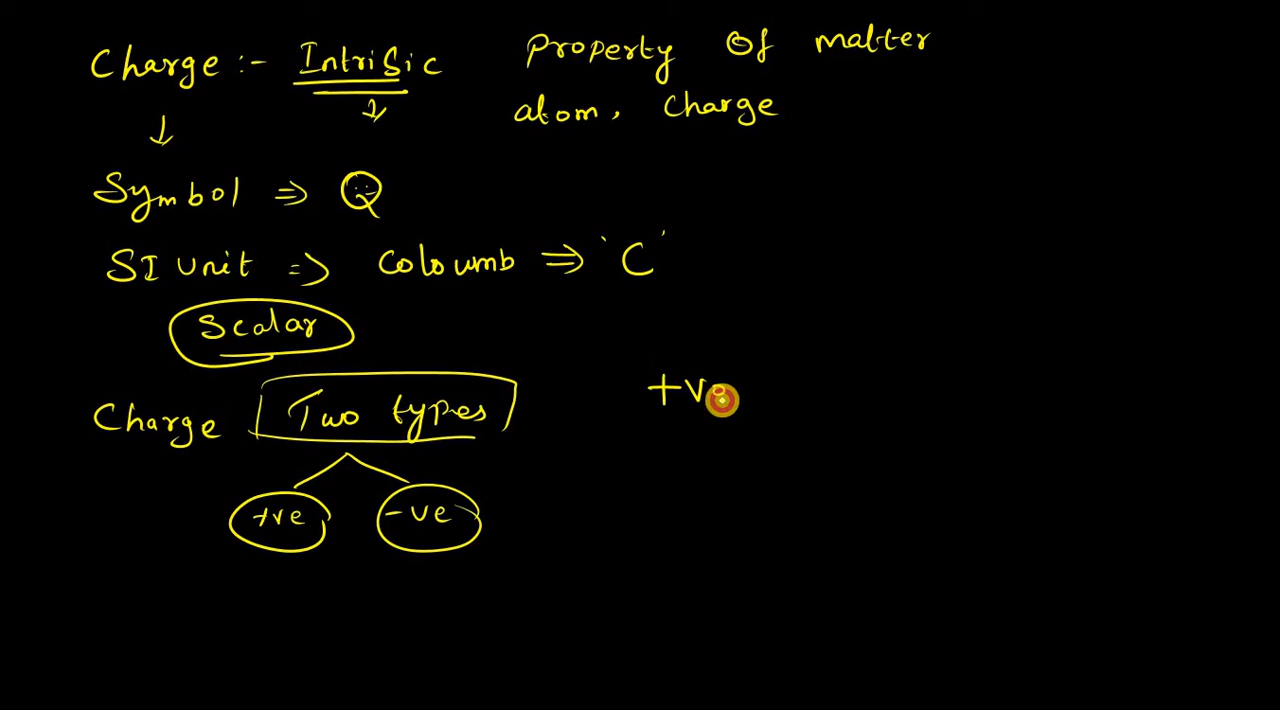 Charge :- Intrisic Property Of matter
atom, Charge
↓
Symbol ⇒ Q
SI Unit => Coloumb ⇒ 'C'
Scalar
Charge Two types
+ve
+ve -ve